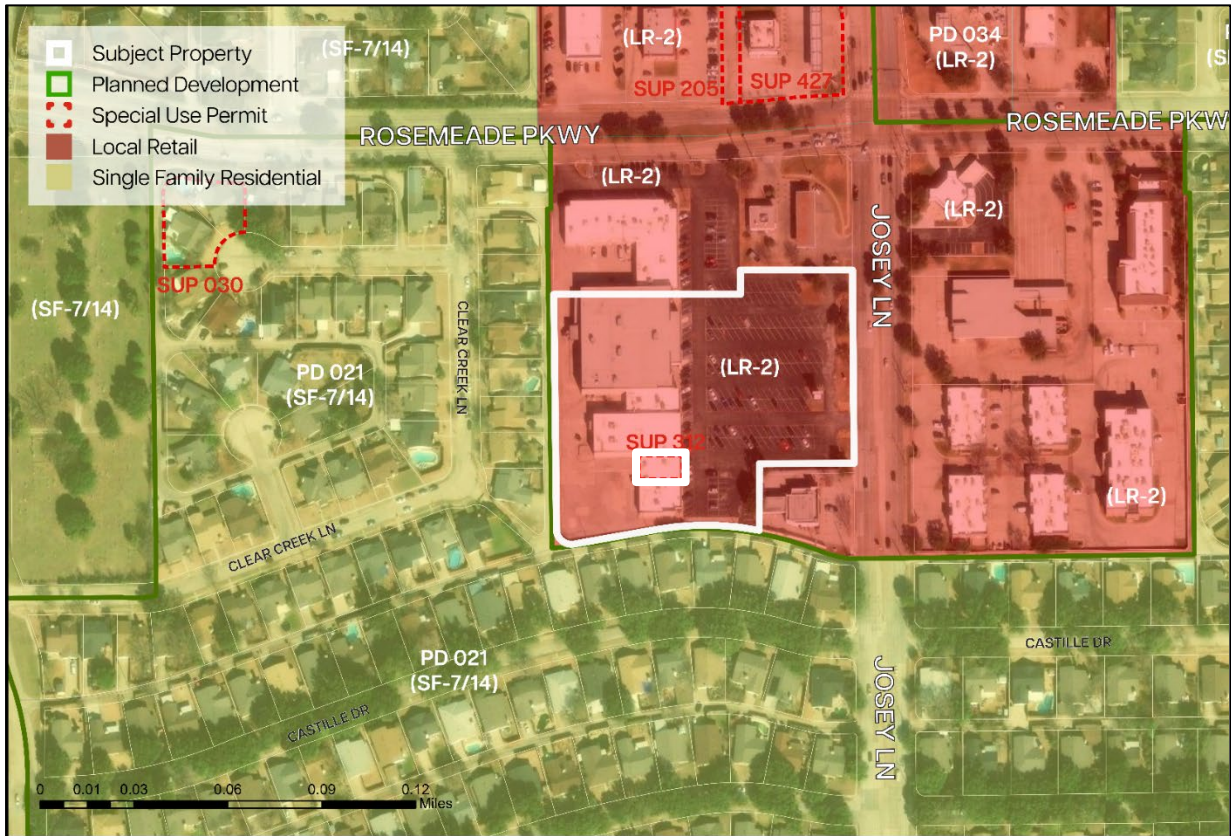 Subject Property
Planned Development
Special Use Permit
Local Retail
Single Family Residential
(SF-7/14)
(LR-2)
SUP 205
SUP 427
PD 034
(LR-2)
ROSEMEADE PKWY
ROSEMEADE PKW
(LR-2)
(LR-2)
JOSEY LN
SUP 030
(SF-7/14)
CLEAR CREEK LN
PD 021
(SF-7/14)
(LR-2)
SUP 312
(LR-2)
CLEAR CREEK LN
PD 021
(SF-7/14)
CASTILLE DR
CASTILLE DR
JOSEY LN
0 0.01 0.03 0.06 0.09 0.12
Miles